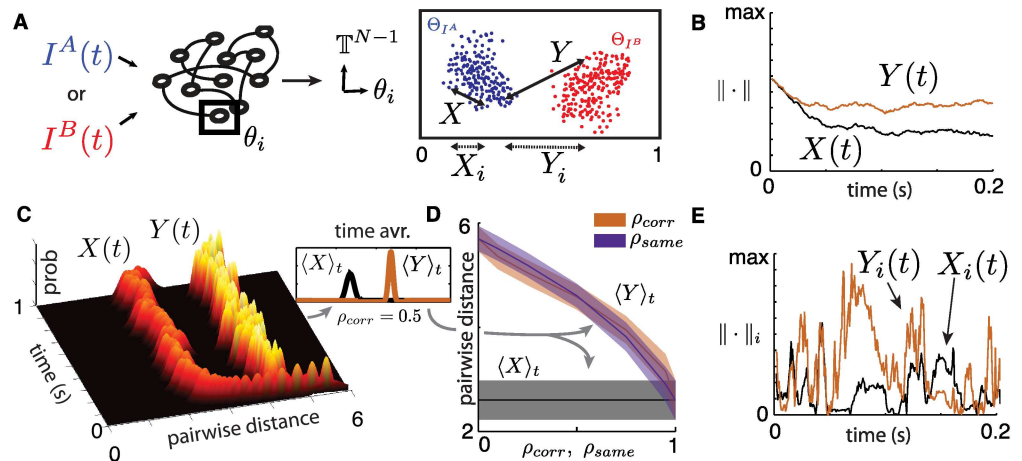 A
I^A(t)
or
I^B(t)
θ_i
𝕋^{N-1}
θ_i
Θ_{I^A}
Θ_{I^B}
X
Y
0
1
X_i
Y_i
B
max
‖·‖
Y(t)
X(t)
0
0
time (s)
0.2
C
prob
X(t)
Y(t)
1
time (s)
0
0
pairwise distance
6
time avr.
⟨X⟩_t
⟨Y⟩_t
ρ_corr = 0.5
D
6
ρ_corr
ρ_same
⟨Y⟩_t
pairwise distance
⟨X⟩_t
2
0
1
ρ_corr, ρ_same
E
max
Y_i(t)
X_i(t)
‖·‖_i
0
0
time (s)
0.2